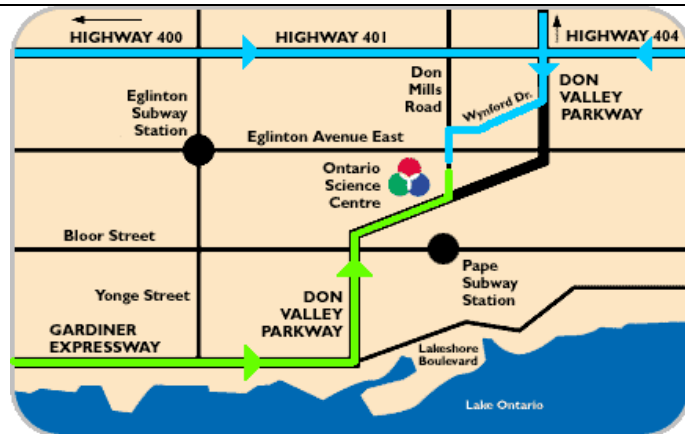 HIGHWAY 400
HIGHWAY 401
HIGHWAY 404
Don
Mills
Road
DON
VALLEY
PARKWAY
Eglinton
Subway
Station
Wynford Dr.
Eglinton Avenue East
Ontario
Science
Centre
Bloor Street
Pape
Subway
Station
Yonge Street
DON
VALLEY
PARKWAY
GARDINER
EXPRESSWAY
Lakeshore
Boulevard
Lake Ontario